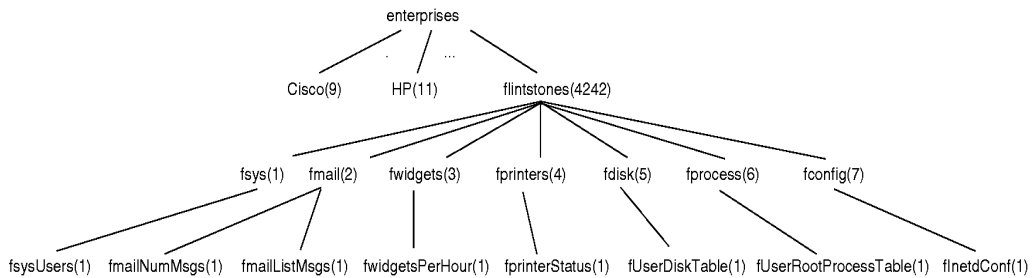 enterprises
. ...
Cisco(9) HP(11) flintstones(4242)
fsys(1) fmail(2) fwidgets(3) fprinters(4) fdisk(5) fprocess(6) fconfig(7)
fsysUsers(1) fmailNumMsgs(1) fmailListMsgs(1) fwidgetsPerHour(1) fprinterStatus(1) fUserDiskTable(1) fUserRootProcessTable(1) fInetdConf(1)